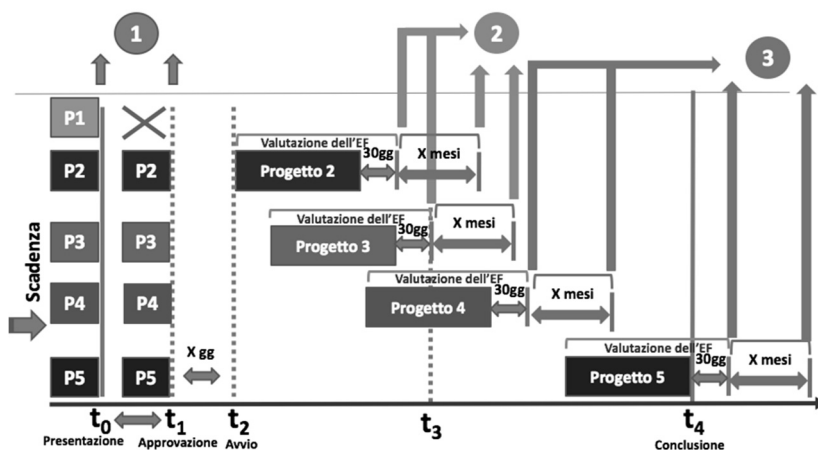 1
2
3
P1
Valutazione dell'EF
P2
P2
Progetto 2
30gg
X mesi
Valutazione dell'EF
P3
P3
Progetto 3
30gg
X mesi
Scadenza
Valutazione dell'EF
P4
P4
Progetto 4
30gg
X mesi
X gg
Valutazione dell'EF
P5
P5
Progetto 5
30gg
X mesi
t0
t1
t2
t3
t4
Presentazione
Approvazione
Avvio
Conclusione